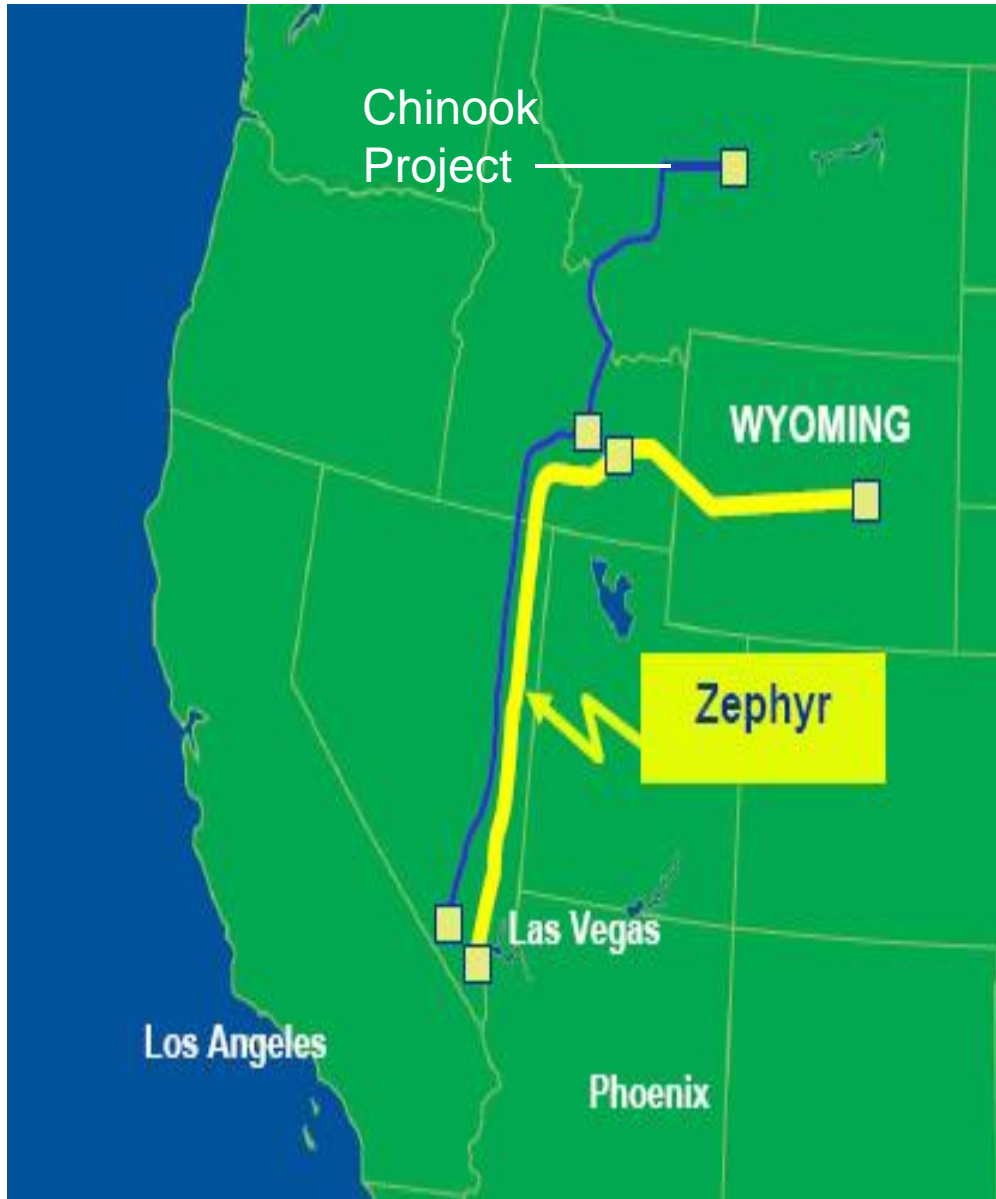 Chinook
Project
WYOMING
Zephyr
Las Vegas
Los Angeles
Phoenix